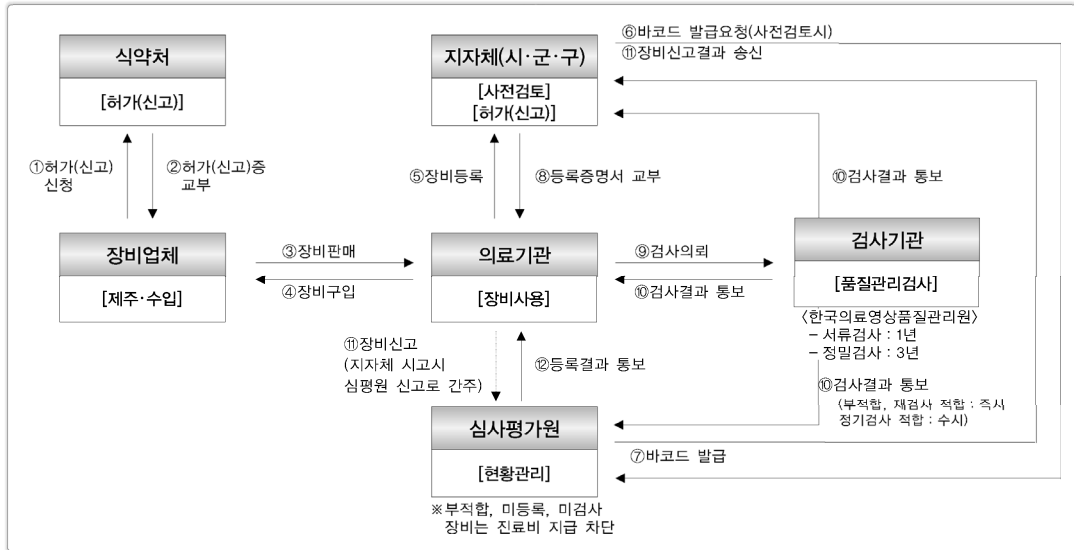 ⑥바코드 발급요청(사전검토시)
⑪장비신고결과 송신
식약처
[허가(신고)]
지자체(시·군·구)
[사전검토]
[허가(신고)]
①허가(신고)
신청
②허가(신고)증
교부
⑤장비등록
⑧등록증명서 교부
⑩검사결과 통보
장비업체
[제주·수입]
③장비판매
④장비구입
의료기관
[장비사용]
⑨검사의뢰
⑩검사결과 통보
검사기관
[품질관리검사]
〈한국의료영상품질관리원〉
– 서류검사 : 1년
– 정밀검사 : 3년
⑪장비신고
(지자체 시고시
심평원 신고로 간주)
⑫등록결과 통보
⑩검사결과 통보
〈부적합, 재검사 적합 : 즉시
정기검사 적합 : 수시〉
심사평가원
[현황관리]
⑦바코드 발급
※부적합, 미등록, 미검사
장비는 진료비 지급 차단